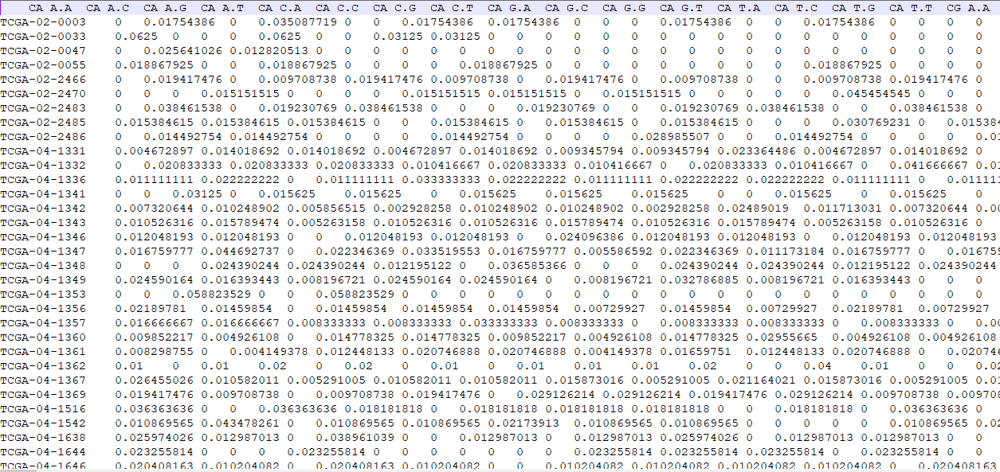 CA A.A CA A.C CA A.G CA A.T CA C.A CA C.C CA C.G CA C.T CA G.A CA G.C CA G.G CA G.T CA T.A CA T.C CA T.G CA T.T CG A.A
TCGA-02-0003 0 0.01754386 0 0.035087719 0 0 0.01754386 0.01754386 0 0 0.01754386 0 0 0.01754386 0 0 0
TCGA-02-0033 0.0625 0 0 0 0.0625 0 0 0.03125 0.03125 0 0 0 0 0 0 0 0 0 0
TCGA-02-0047 0 0.025641026 0.012820513 0 0 0 0 0 0 0 0 0 0 0 0 0 0
TCGA-02-0055 0.018867925 0 0 0.018867925 0 0 0 0.018867925 0 0 0 0 0 0.018867925 0 0 0
TCGA-02-2466 0 0.019417476 0 0.009708738 0.019417476 0.009708738 0 0.019417476 0 0.009708738 0 0 0.009708738 0.019417476 0
TCGA-02-2470 0 0 0 0.015151515 0 0 0 0.015151515 0.015151515 0 0.015151515 0 0 0 0.045454545 0 0
TCGA-02-2483 0 0.038461538 0 0.019230769 0.038461538 0 0 0 0.019230769 0 0 0.019230769 0.038461538 0 0 0.038461538 0
TCGA-02-2485 0.015384615 0.015384615 0.015384615 0 0 0.015384615 0 0.015384615 0 0.015384615 0 0 0.030769231 0 0.01538
TCGA-02-2486 0 0.014492754 0.014492754 0 0 0 0.014492754 0 0 0 0.028985507 0 0 0.014492754 0 0 0.01
TCGA-04-1331 0.004672897 0.014018692 0.014018692 0.004672897 0.014018692 0.009345794 0.009345794 0.023364486 0.004672897 0.014018692 0
TCGA-04-1332 0 0.020833333 0.020833333 0.020833333 0.010416667 0.020833333 0.010416667 0 0.020833333 0.010416667 0 0.041666667 0.01
TCGA-04-1336 0.011111111 0.022222222 0 0.011111111 0.033333333 0.022222222 0.011111111 0.022222222 0.022222222 0.011111111 0 0.01111
TCGA-04-1341 0 0 0.03125 0 0.015625 0.015625 0 0.015625 0.015625 0.015625 0 0 0.015625 0 0.015625 0
TCGA-04-1342 0.007320644 0.010248902 0.005856515 0.002928258 0.010248902 0.010248902 0.002928258 0.02489019 0.011713031 0.007320644 0.00
TCGA-04-1343 0.010526316 0.015789474 0.005263158 0.010526316 0.010526316 0.015789474 0.010526316 0.015789474 0.005263158 0.010526316 0
TCGA-04-1346 0.012048193 0.012048193 0 0 0.012048193 0.012048193 0 0.024096386 0.012048193 0.012048193 0 0.012048193 0.012048193
TCGA-04-1347 0.016759777 0.044692737 0 0.022346369 0.033519553 0.016759777 0.005586592 0.022346369 0.011173184 0.016759777 0 0.01675
TCGA-04-1348 0 0 0 0.024390244 0.024390244 0.012195122 0 0.036585366 0 0 0 0.024390244 0.024390244 0.012195122 0.024390244
TCGA-04-1349 0.024590164 0.016393443 0.008196721 0.024590164 0.024590164 0 0.008196721 0.032786885 0.008196721 0.016393443 0 0 0
TCGA-04-1353 0 0 0.058823529 0 0 0.058823529 0 0 0 0 0 0 0 0 0 0 0
TCGA-04-1356 0.02189781 0.01459854 0 0.01459854 0.01459854 0.01459854 0.00729927 0.01459854 0.00729927 0.02189781 0.00729927
TCGA-04-1357 0.016666667 0.016666667 0.008333333 0.008333333 0.033333333 0.008333333 0 0.008333333 0.008333333 0 0.008333333 0 0.00
TCGA-04-1360 0.009852217 0.004926108 0 0.014778325 0.014778325 0.009852217 0.004926108 0.014778325 0.02955665 0.004926108 0.004926108
TCGA-04-1361 0.008298755 0 0.004149378 0.012448133 0.020746888 0.020746888 0.004149378 0.01659751 0.012448133 0.020746888 0 0.02074
TCGA-04-1362 0.01 0 0.01 0.02 0 0.02 0 0.01 0 0.01 0.01 0.01 0.02 0 0.04 0.01 0 0.02
TCGA-04-1367 0.026455026 0.010582011 0.005291005 0.010582011 0.010582011 0.015873016 0.005291005 0.021164021 0.015873016 0.005291005 0.01
TCGA-04-1369 0.019417476 0.009708738 0 0.009708738 0.019417476 0 0.029126214 0.029126214 0.019417476 0.029126214 0.009708738 0.00970
TCGA-04-1516 0.036363636 0 0 0.036363636 0.018181818 0 0.018181818 0.018181818 0.018181818 0 0 0.018181818 0 0.036363636 0
TCGA-04-1542 0.010869565 0.043478261 0 0.010869565 0.010869565 0.02173913 0.010869565 0.010869565 0 0 0 0 0.010869565 0.02
TCGA-04-1638 0.025974026 0.012987013 0 0.038961039 0 0 0.012987013 0 0.012987013 0.025974026 0 0.012987013 0.012987013 0 0
TCGA-04-1644 0.023255814 0 0 0 0.023255814 0 0 0 0 0.023255814 0.023255814 0.023255814 0 0.023255814 0 0
TCGA-04-1646 0.020408163 0.010204082 0 0.020408163 0.010204082 0 0 0.010204082 0.010204082 0.010204082 0.010204082 0 0.020408163